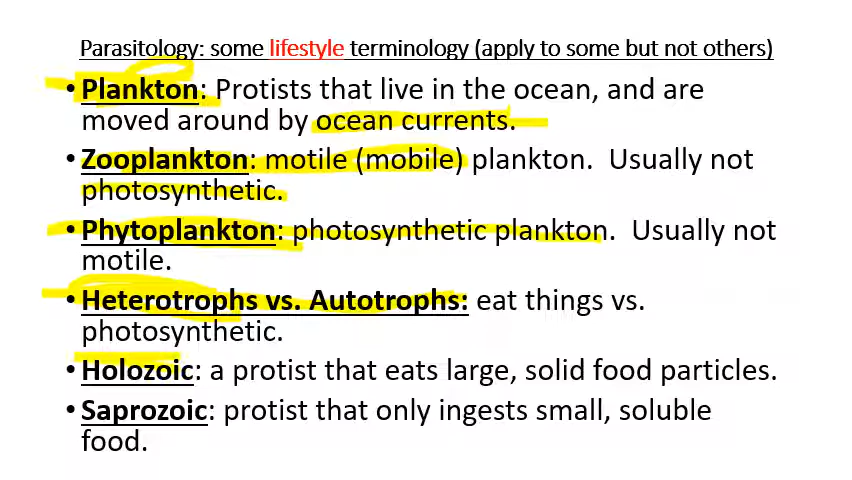 Parasitology: some lifestyle terminology (apply to some but not others)
• Plankton: Protists that live in the ocean, and are
moved around by ocean currents.
• Zooplankton: motile (mobile) plankton.  Usually not
photosynthetic.
• Phytoplankton: photosynthetic plankton.  Usually not
motile.
• Heterotrophs vs. Autotrophs: eat things vs.
photosynthetic.
• Holozoic: a protist that eats large, solid food particles.
• Saprozoic: protist that only ingests small, soluble
food.